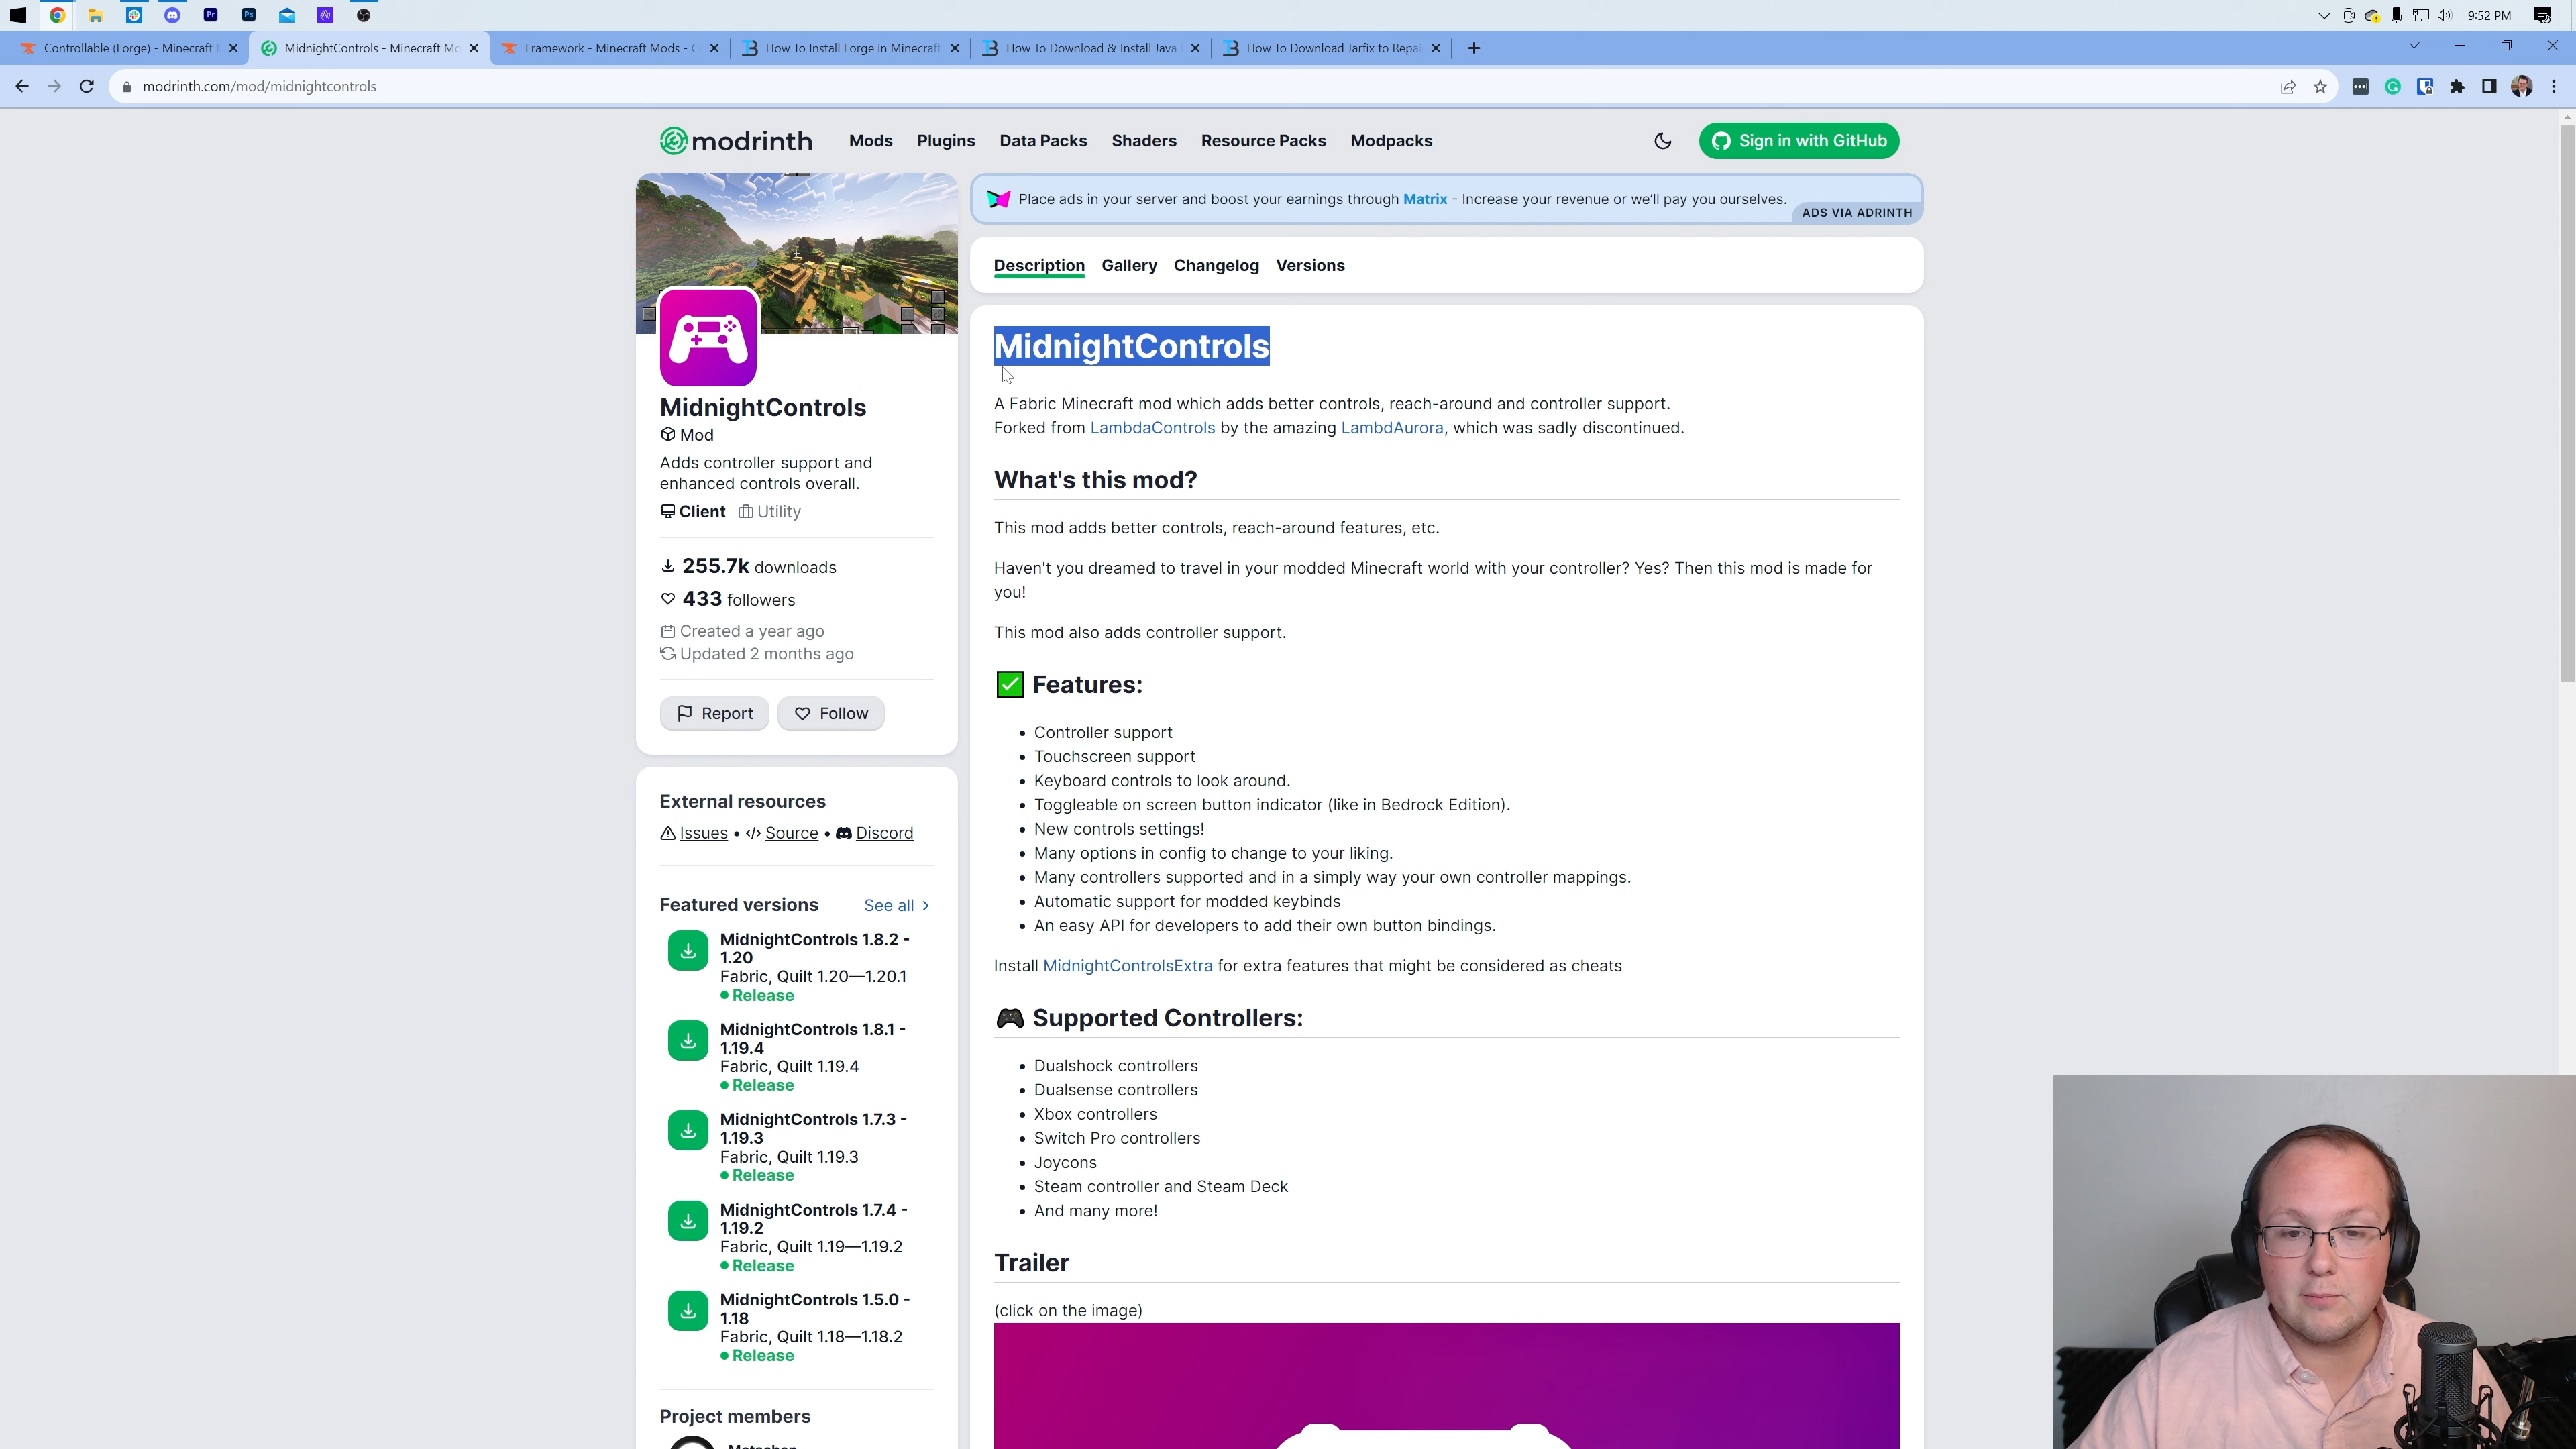 9:52 PM
Controllable (Forge) - Minecraft
MidnightControls - Minecraft Mo
Framework - Minecraft Mods - C
How To Install Forge in Minecraft
How To Download & Install Java
How To Download Jarfix to Repai
modrinth.com/mod/midnightcontrols
modrinth
Mods
Plugins
Data Packs
Shaders
Resource Packs
Modpacks
Sign in with GitHub
Place ads in your server and boost your earnings through Matrix - Increase your revenue or we'll pay you ourselves.
ADS VIA ADRINTH
Description
Gallery
Changelog
Versions
MidnightControls
Mod
Adds controller support and
enhanced controls overall.
Client
Utility
255.7k downloads
433 followers
Created a year ago
Updated 2 months ago
Report
Follow
External resources
Issues • Source • Discord
Featured versions
See all
MidnightControls 1.8.2 -
1.20
Fabric, Quilt 1.20—1.20.1
Release
MidnightControls 1.8.1 -
1.19.4
Fabric, Quilt 1.19.4
Release
MidnightControls 1.7.3 -
1.19.3
Fabric, Quilt 1.19.3
Release
MidnightControls 1.7.4 -
1.19.2
Fabric, Quilt 1.19—1.19.2
Release
MidnightControls 1.5.0 -
1.18
Fabric, Quilt 1.18—1.18.2
Release
Project members
MidnightControls
A Fabric Minecraft mod which adds better controls, reach-around and controller support.
Forked from LambdaControls by the amazing LambdAurora, which was sadly discontinued.
What's this mod?
This mod adds better controls, reach-around features, etc.
Haven't you dreamed to travel in your modded Minecraft world with your controller? Yes? Then this mod is made for
you!
This mod also adds controller support.
Features:
• Controller support
• Touchscreen support
• Keyboard controls to look around.
• Toggleable on screen button indicator (like in Bedrock Edition).
• New controls settings!
• Many options in config to change to your liking.
• Many controllers supported and in a simply way your own controller mappings.
• Automatic support for modded keybinds
• An easy API for developers to add their own button bindings.
Install MidnightControlsExtra for extra features that might be considered as cheats
Supported Controllers:
• Dualshock controllers
• Dualsense controllers
• Xbox controllers
• Switch Pro controllers
• Joycons
• Steam controller and Steam Deck
• And many more!
Trailer
(click on the image)